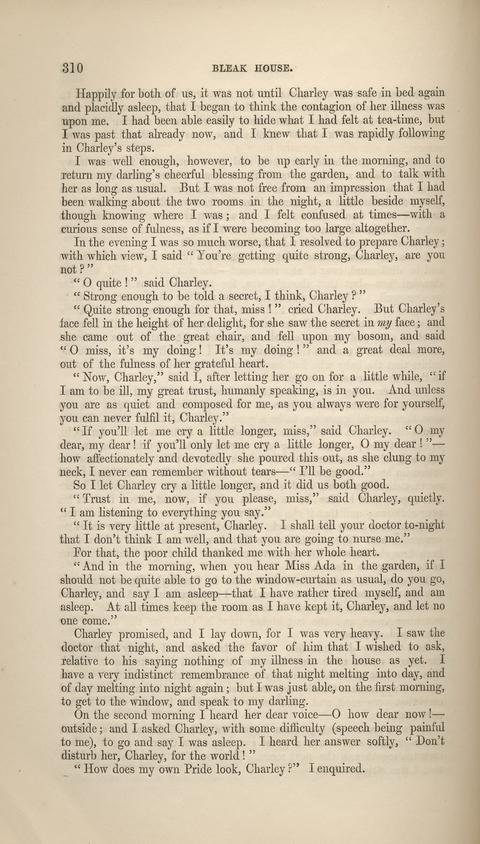 310
BLEAK HOUSE.
Happily for both of us, it was not until Charley was safe in bed again
and placidly asleep, that I began to think the contagion of her illness was
upon me. I had been able easily to hide what I had felt at tea-time, but
I was past that already now, and I knew that I was rapidly following
in Charley's steps.
I was well enough, however, to be up early in the morning, and to
return my darling's cheerful blessing from the garden, and to talk with
her as long as usual. But I was not free from an impression that I had
been walking about the two rooms in the night, a little beside myself,
though knowing where I was; and I felt confused at times—with a
curious sense of fulness, as if I were becoming too large altogether.
In the evening I was so much worse, that I resolved to prepare Charley;
with which view, I said "You're getting quite strong, Charley, are you
not?"
"O quite!" said Charley.
"Strong enough to be told a secret, I think, Charley?"
"Quite strong enough for that, miss!" cried Charley. But Charley's
face fell in the height of her delight, for she saw the secret in my face; and
she came out of the great chair, and fell upon my bosom, and said
"O miss, it's my doing! It's my doing!" and a great deal more,
out of the fulness of her grateful heart.
"Now, Charley," said I, after letting her go on for a little while, "if
I am to be ill, my great trust, humanly speaking, is in you. And unless
you are as quiet and composed for me, as you always were for yourself,
you can never fulfil it, Charley."
"If you'll let me cry a little longer, miss," said Charley. "O my
dear, my dear! if you'll only let me cry a little longer, O my dear!"—
how affectionately and devotedly she poured this out, as she clung to my
neck, I never can remember without tears—"I'll be good."
So I let Charley cry a little longer, and it did us both good.
"Trust in me, now, if you please, miss," said Charley, quietly.
"I am listening to everything you say."
"It is very little at present, Charley. I shall tell your doctor to-night
that I don't think I am well, and that you are going to nurse me."
For that, the poor child thanked me with her whole heart.
"And in the morning, when you hear Miss Ada in the garden, if I
should not be quite able to go to the window-curtain as usual, do you go,
Charley, and say I am asleep—that I have rather tired myself, and am
asleep. At all times keep the room as I have kept it, Charley, and let no
one come."
Charley promised, and I lay down, for I was very heavy. I saw the
doctor that night, and asked the favor of him that I wished to ask,
relative to his saying nothing of my illness in the house as yet. I
have a very indistinct remembrance of that night melting into day, and
of day melting into night again; but I was just able, on the first morning,
to get to the window, and speak to my darling.
On the second morning I heard her dear voice—O how dear now!—
outside; and I asked Charley, with some difficulty (speech being painful
to me), to go and say I was asleep. I heard her answer softly, "Don't
disturb her, Charley, for the world!"
"How does my own Pride look, Charley?" I enquired.